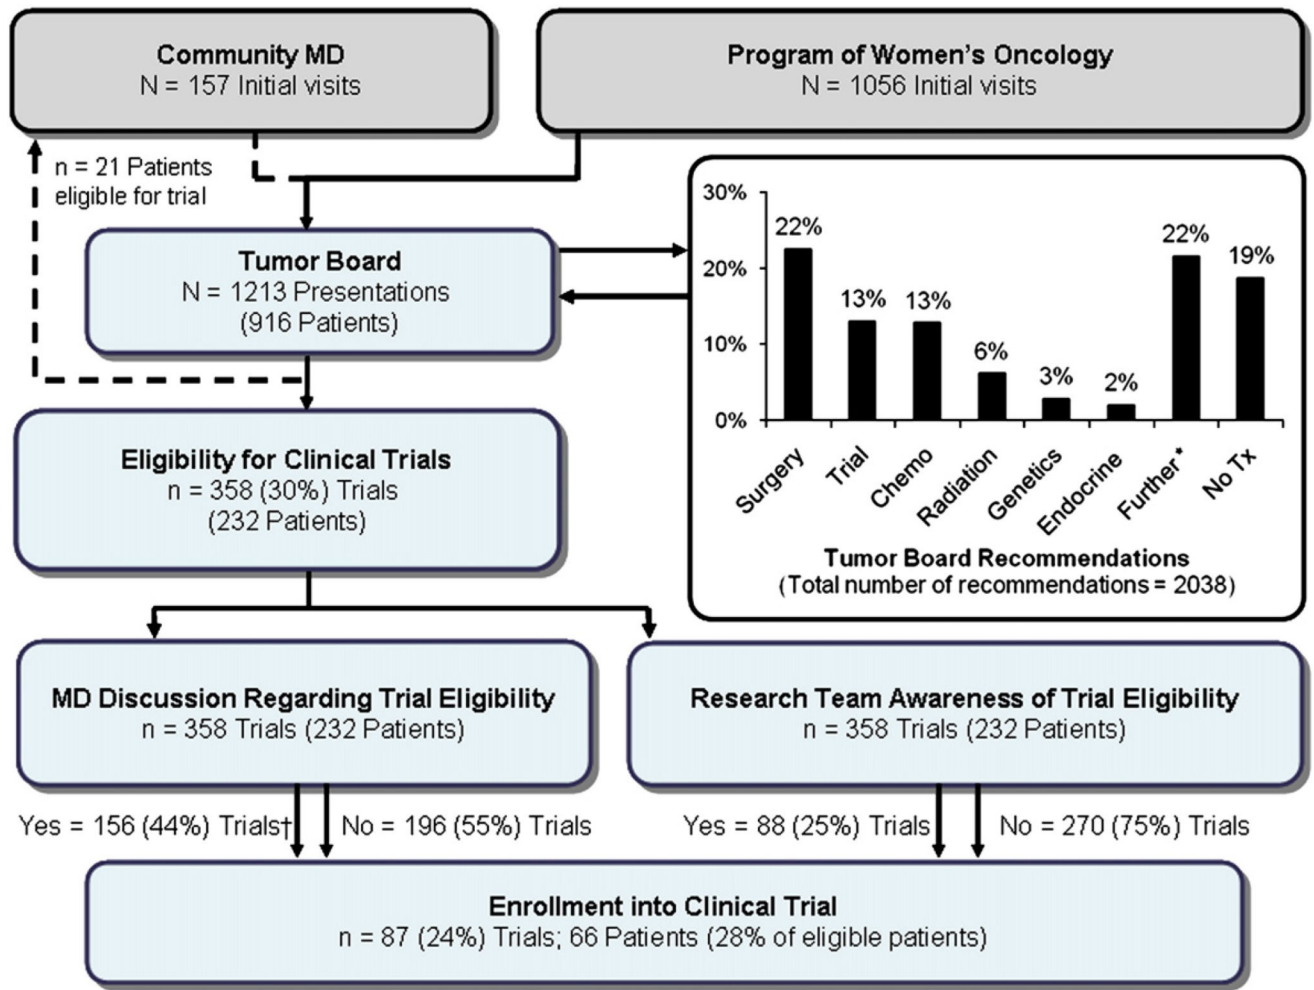 Community MD
N = 157 Initial visits
Program of Women's Oncology
N = 1056 Initial visits
n = 21 Patients
eligible for trial
Tumor Board
N = 1213 Presentations
(916 Patients)
30%
20%
10%
0%
22%
13%
13%
6%
3%
2%
22%
19%
Surgery
Trial
Chemo
Radiation
Genetics
Endocrine
Further*
No Tx
Tumor Board Recommendations
(Total number of recommendations = 2038)
Eligibility for Clinical Trials
n = 358 (30%) Trials
(232 Patients)
MD Discussion Regarding Trial Eligibility
n = 358 Trials (232 Patients)
Research Team Awareness of Trial Eligibility
n = 358 Trials (232 Patients)
Yes = 156 (44%) Trials†
No = 196 (55%) Trials
Yes = 88 (25%) Trials
No = 270 (75%) Trials
Enrollment into Clinical Trial
n = 87 (24%) Trials; 66 Patients (28% of eligible patients)